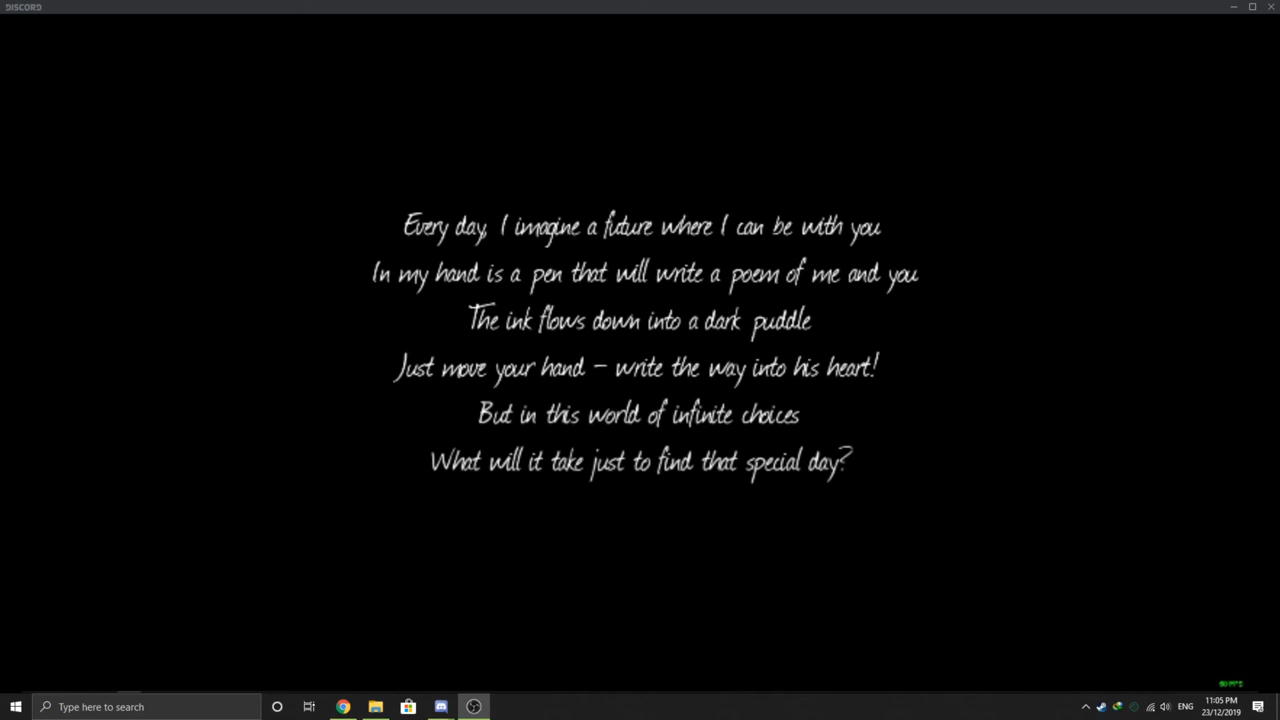 DISCORD
Every day, I imagine a future where I can be with you
In my hand is a pen that will write a poem of me and you
The ink flows down into a dark puddle
Just move your hand – write the way into his heart!
But in this world of infinite choices
What will it take just to find that special day?
Type here to search
ENG
11:05 PM
23/12/2019